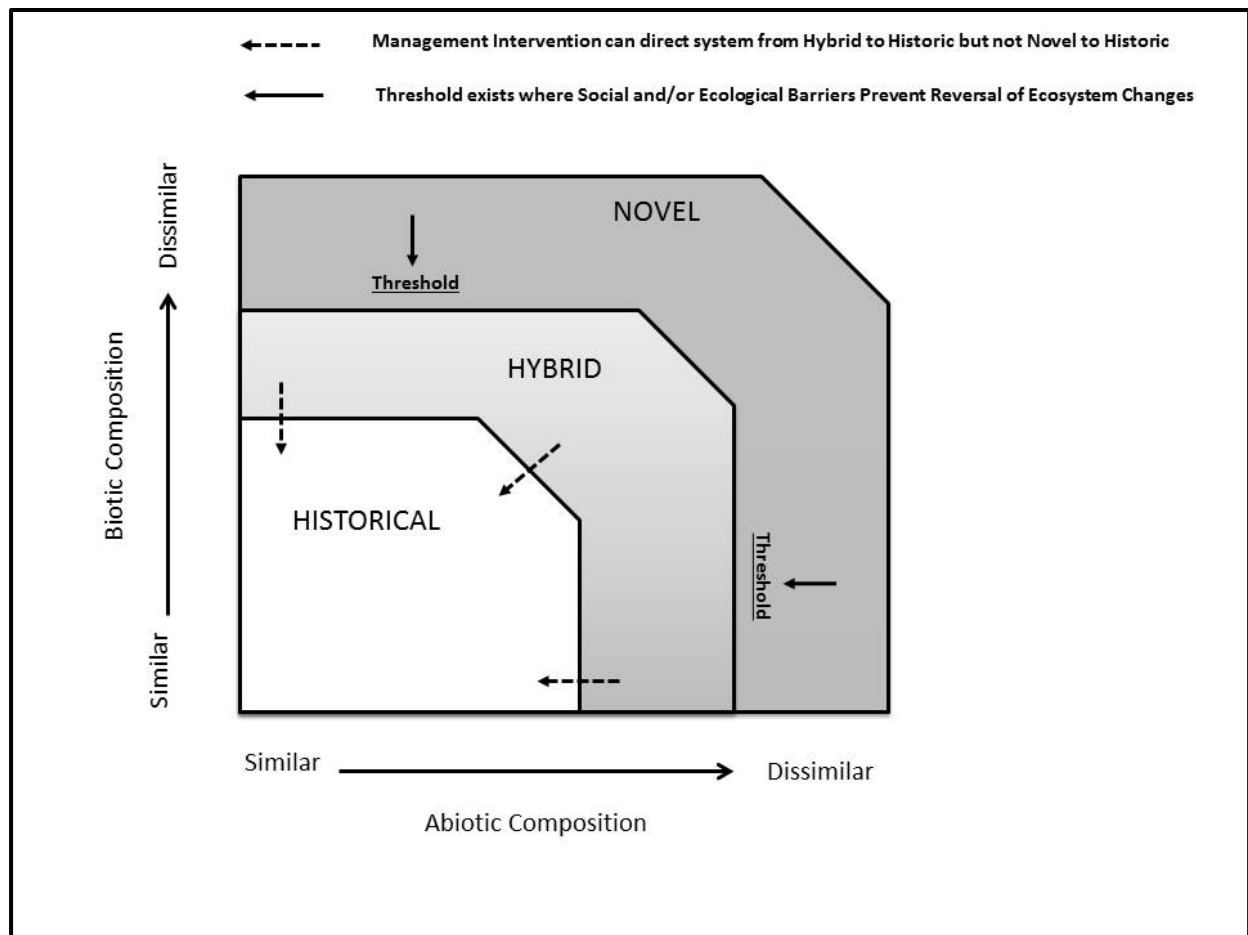 Management Intervention can direct system from Hybrid to Historic but not Novel to Historic
Threshold exists where Social and/or Ecological Barriers Prevent Reversal of Ecosystem Changes
Dissimilar
Biotic Composition
Similar
NOVEL
Threshold
HYBRID
HISTORICAL
Threshold
Similar
Dissimilar
Abiotic Composition